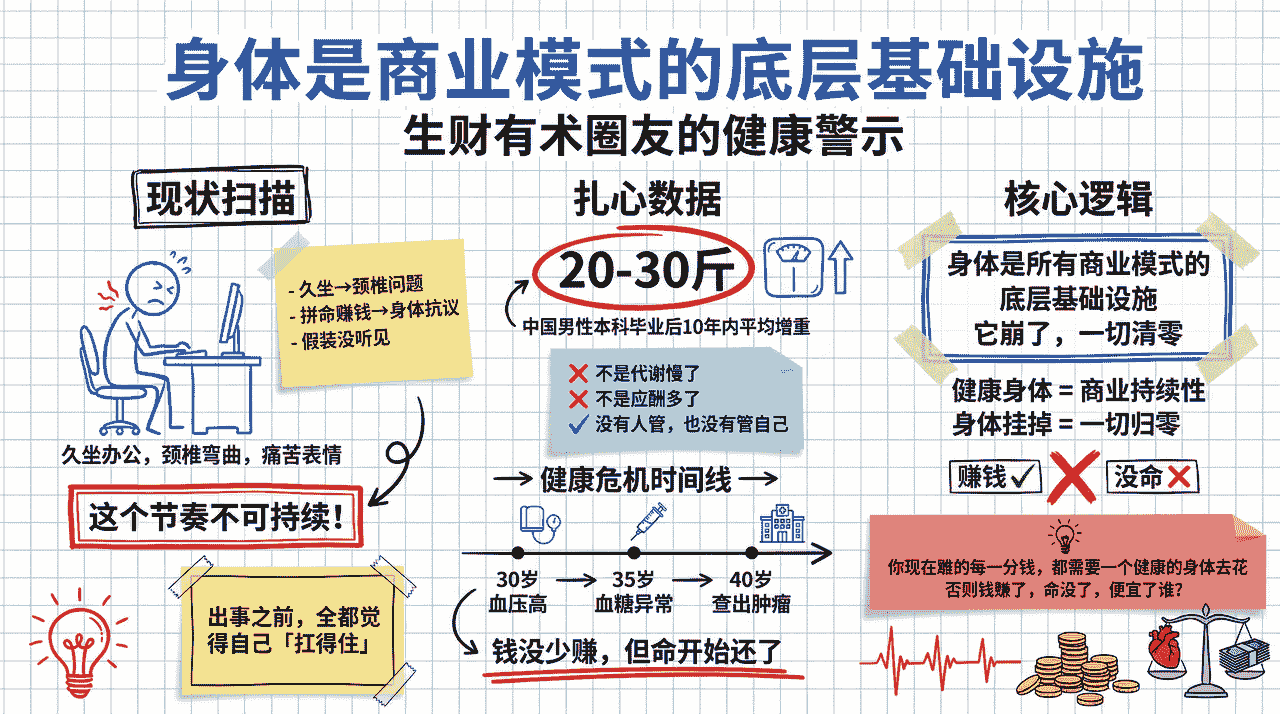 身体是商业模式的底层基础设施
生财有术圈友的健康警示
现状扫描
- 久坐→颈椎问题
- 拼命赚钱→身体抗议
- 假装没听见
久坐办公，颈椎弯曲，痛苦表情
这个节奏不可持续！
出事之前，全都觉
得自己「扛得住」
扎心数据
20-30斤
中国男性本科毕业后10年内平均增重
❌ 不是代谢慢了
❌ 不是应酬多了
✓ 没有人管，也没有管自己
→ 健康危机时间线 →
30岁 → 35岁 → 40岁
血压高 血糖异常 查出肿瘤
钱没少赚，但命开始还了
核心逻辑
身体是所有商业模式的
底层基础设施
它崩了，一切清零
健康身体 = 商业持续性
身体挂掉 = 一切归零
赚钱✓ ❌ 没命❌
你现在赚的每一分钱，都需要一个健康的身体去花
否则钱赚了，命没了，便宜了谁？